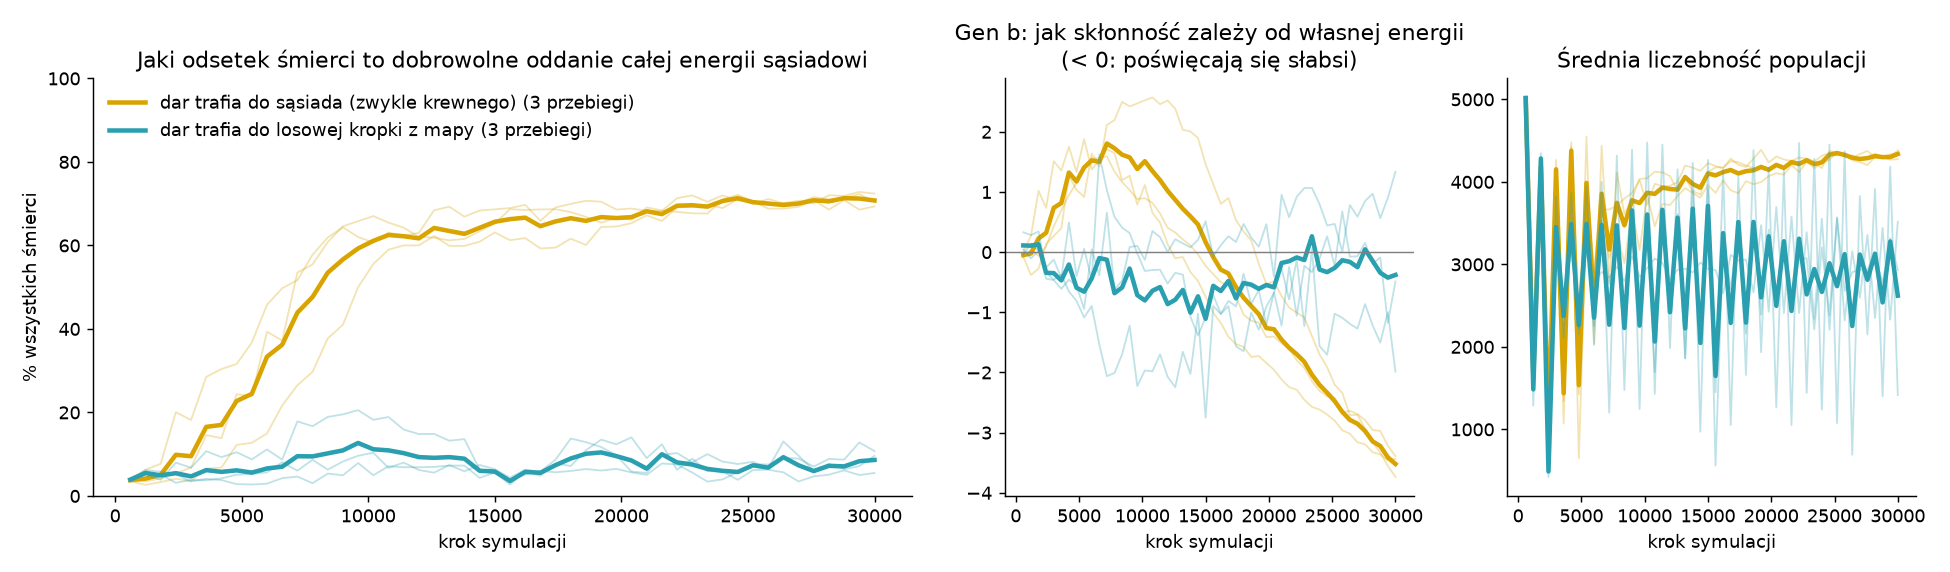 Jaki odsetek śmierci to dobrowolne oddanie całej energii sąsiadowi
% wszystkich śmierci
100
80
60
40
20
0
dar trafia do sąsiada (zwykle krewnego) (3 przebiegi)
dar trafia do losowej kropki z mapy (3 przebiegi)
0 5000 10000 15000 20000 25000 30000
krok symulacji
Gen b: jak skłonność zależy od własnej energii
(< 0: poświęcają się słabsi)
2
1
0
−1
−2
−3
−4
0 5000 10000 15000 20000 25000 30000
krok symulacji
Średnia liczebność populacji
5000
4000
3000
2000
1000
0 5000 10000 15000 20000 25000 30000
krok symulacji